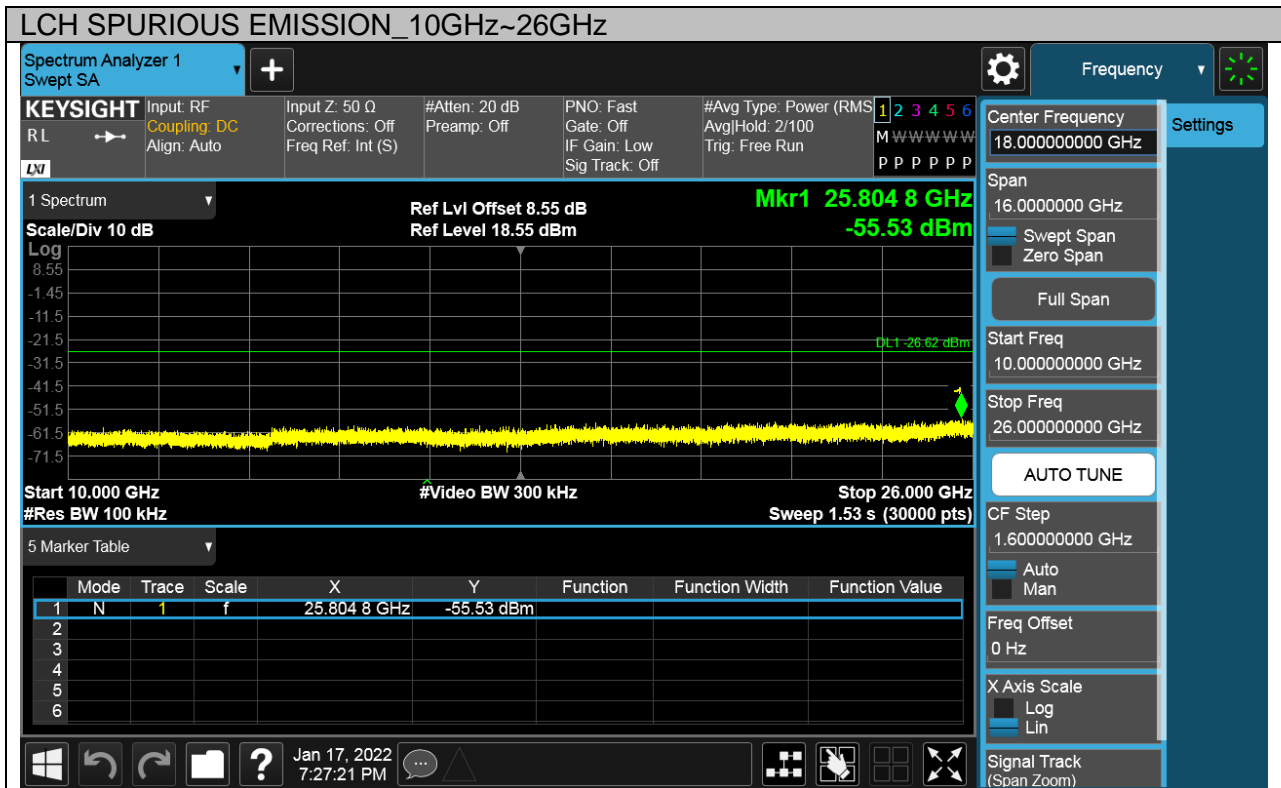 LCH SPURIOUS EMISSION_10GHz~26GHz
Spectrum Analyzer 1
Swept SA
+
Frequency
KEYSIGHT
RL
LXI
Input: RF
Coupling: DC
Align: Auto
Input Z: 50 Ω
Corrections: Off
Freq Ref: Int (S)
#Atten: 20 dB
Preamp: Off
PNO: Fast
Gate: Off
IF Gain: Low
Sig Track: Off
#Avg Type: Power (RMS
Avg|Hold: 2/100
Trig: Free Run
1 2 3 4 5 6
M W W W W W
P P P P P P
1 Spectrum
Scale/Div 10 dB
Ref Lvl Offset 8.55 dB
Ref Level 18.55 dBm
Mkr1 25.804 8 GHz
-55.53 dBm
Log
8.55
-1.45
-11.5
-21.5
-31.5
-41.5
-51.5
-61.5
-71.5
DL1 -26.62 dBm
1
Start 10.000 GHz
#Res BW 100 kHz
#Video BW 300 kHz
Stop 26.000 GHz
Sweep 1.53 s (30000 pts)
5 Marker Table
Mode Trace Scale X Y Function Function Width Function Value
1 N 1 f 25.804 8 GHz -55.53 dBm
2
3
4
5
6
?
Jan 17, 2022
7:27:21 PM
Center Frequency
18.000000000 GHz
Settings
Span
16.0000000 GHz
Swept Span
Zero Span
Full Span
Start Freq
10.000000000 GHz
Stop Freq
26.000000000 GHz
AUTO TUNE
CF Step
1.600000000 GHz
Auto
Man
Freq Offset
0 Hz
X Axis Scale
Log
Lin
Signal Track
(Span Zoom)